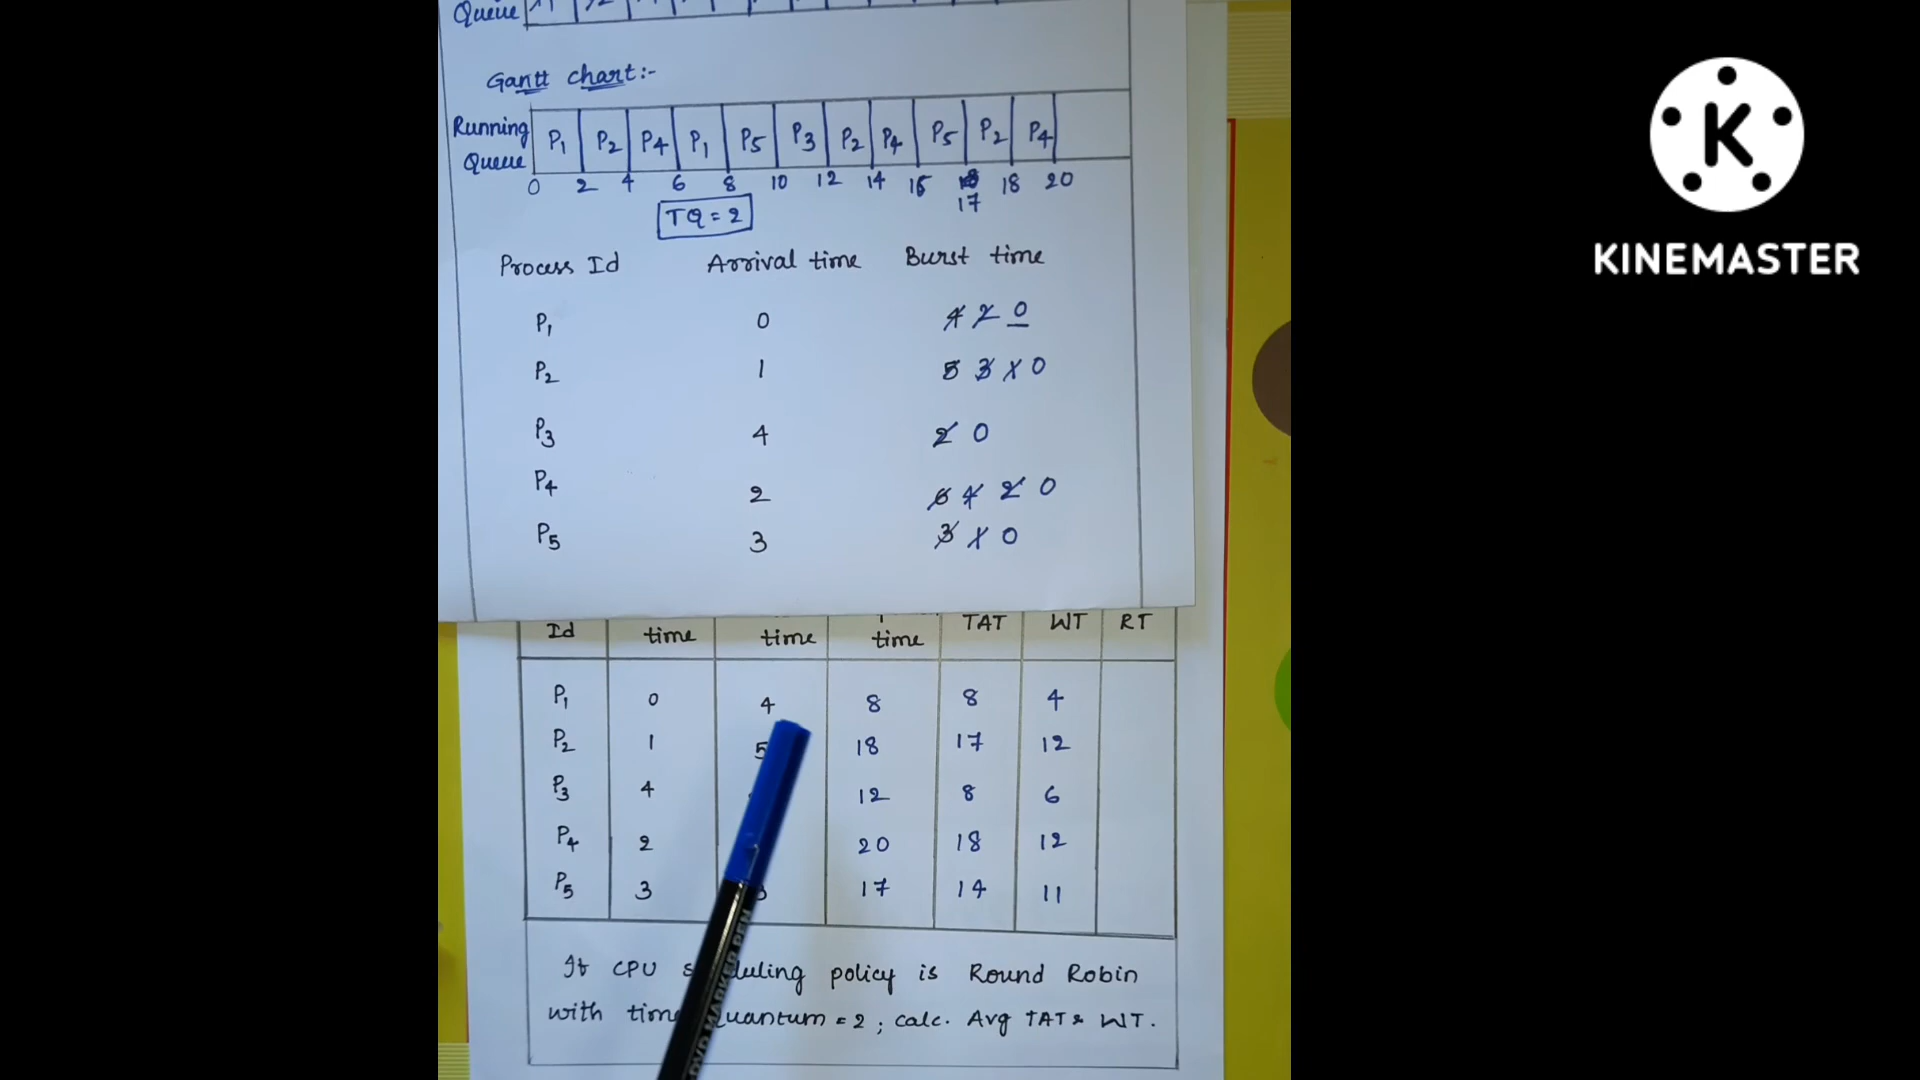 Queue
Gantt chart:-
Running Queue P1 P2 P4 P1 P5 P3 P2 P4 P5 P2 P4
0 2 4 6 8 10 12 14 16 17 18 20
TQ = 2
Process Id Arrival time Burst time
P1 0 4 2 0
P2 1 5 3 1 0
P3 4 2 0
P4 2 6 4 2 0
P5 3 3 1 0
Id time time time TAT WT RT
P1 0 4 8 8 4
P2 1 5 18 17 12
P3 4 12 8 6
P4 2 20 18 12
P5 3 3 17 14 11
If CPU policy is Round Robin
with Quantum = 2 ; calc. Avg TAT & WT.
DVD MARKER PEN
K
KINEMASTER